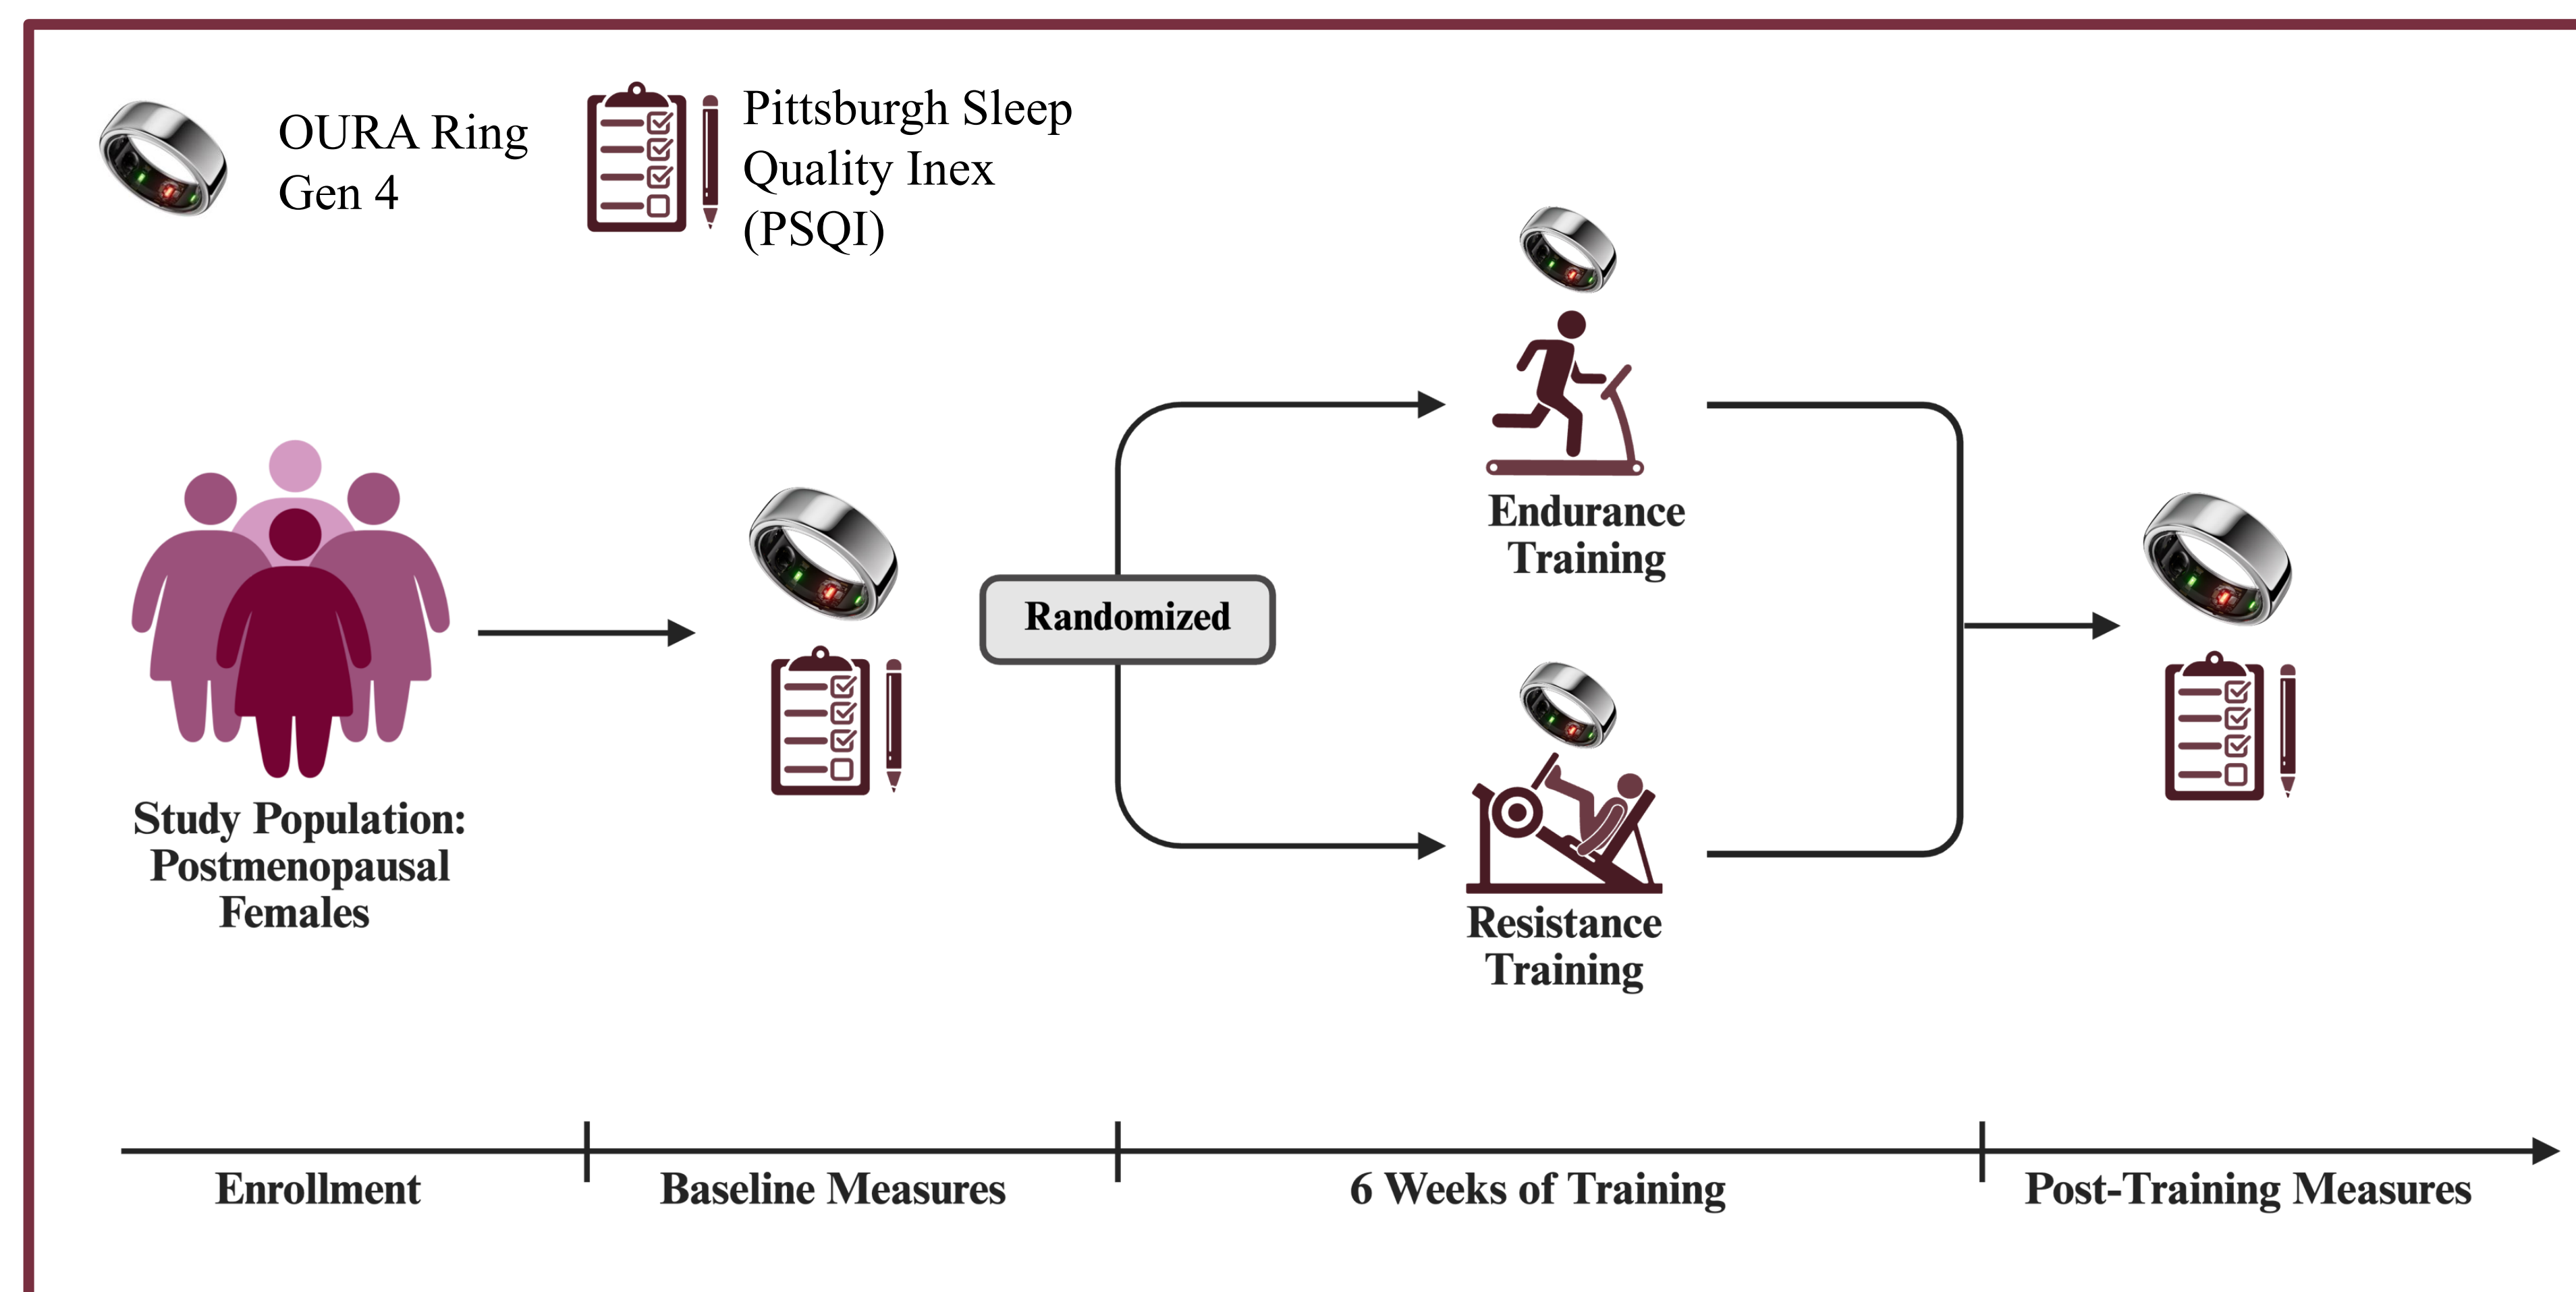 OURA Ring
Gen 4
Pittsburgh Sleep
Quality Inex
(PSQI)
Study Population:
Postmenopausal
Females
Randomized
Endurance
Training
Resistance
Training
Enrollment
Baseline Measures
6 Weeks of Training
Post-Training Measures